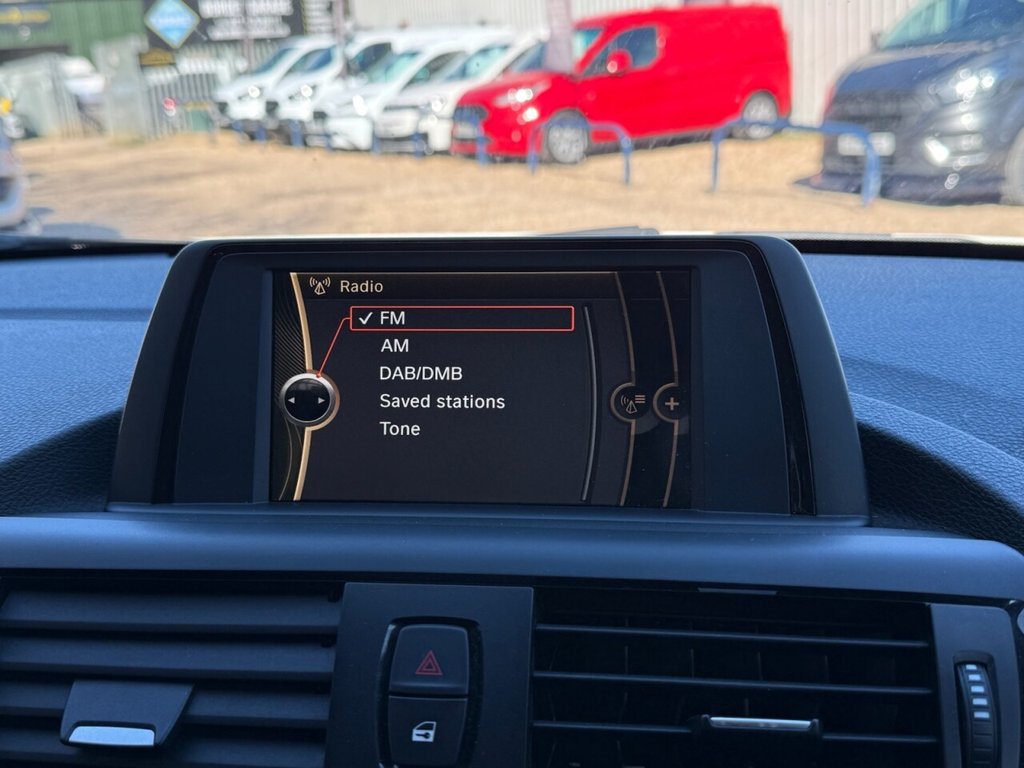 Radio
✓ FM
AM
DAB/DMB
Saved stations
Tone